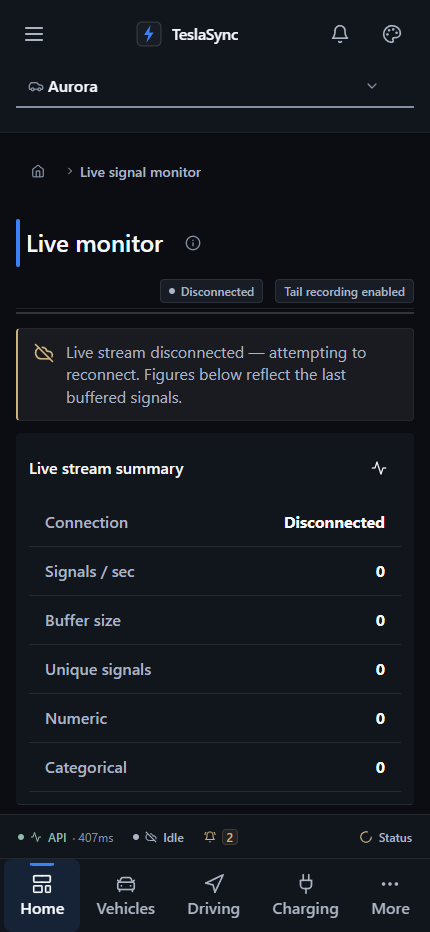 TeslaSync
Aurora
Live signal monitor
Live monitor
Disconnected
Tail recording enabled
Live stream disconnected — attempting to
reconnect. Figures below reflect the last
buffered signals.
Live stream summary
Connection Disconnected
Signals / sec 0
Buffer size 0
Unique signals 0
Numeric 0
Categorical 0
API · 407ms Idle 2 Status
Home Vehicles Driving Charging More